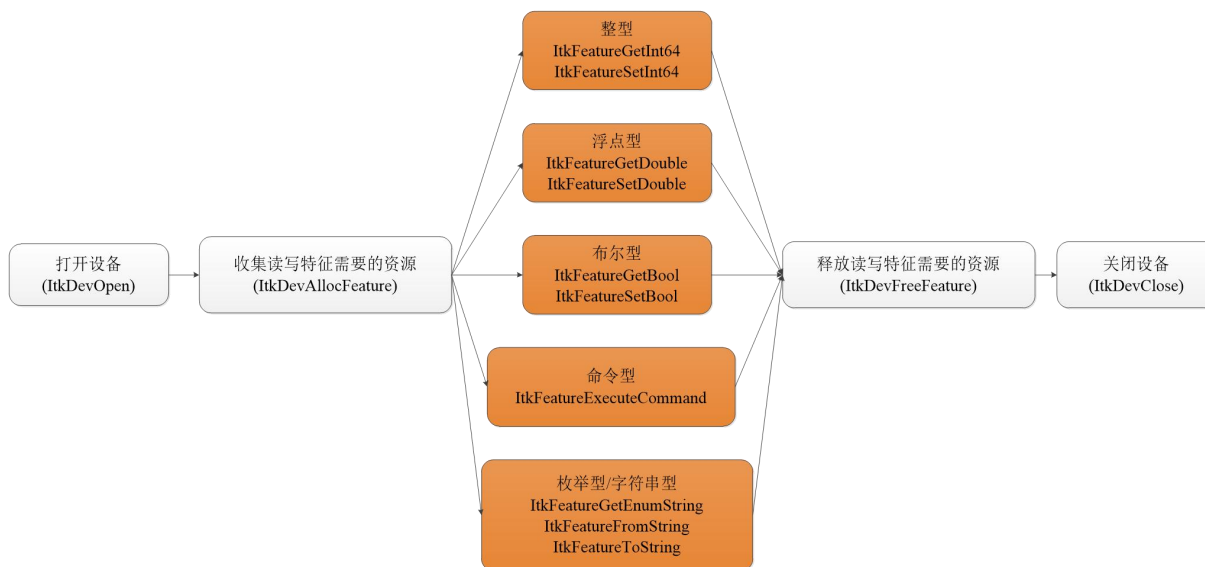 打开设备
(ItkDevOpen)
收集读写特征需要的资源
(ItkDevAllocFeature)
整型
ItkFeatureGetInt64
ItkFeatureSetInt64
浮点型
ItkFeatureGetDouble
ItkFeatureSetDouble
布尔型
ItkFeatureGetBool
ItkFeatureSetBool
命令型
ItkFeatureExecuteCommand
枚举型/字符串型
ItkFeatureGetEnumString
ItkFeatureFromString
ItkFeatureToString
释放读写特征需要的资源
(ItkDevFreeFeature)
关闭设备
(ItkDevClose)